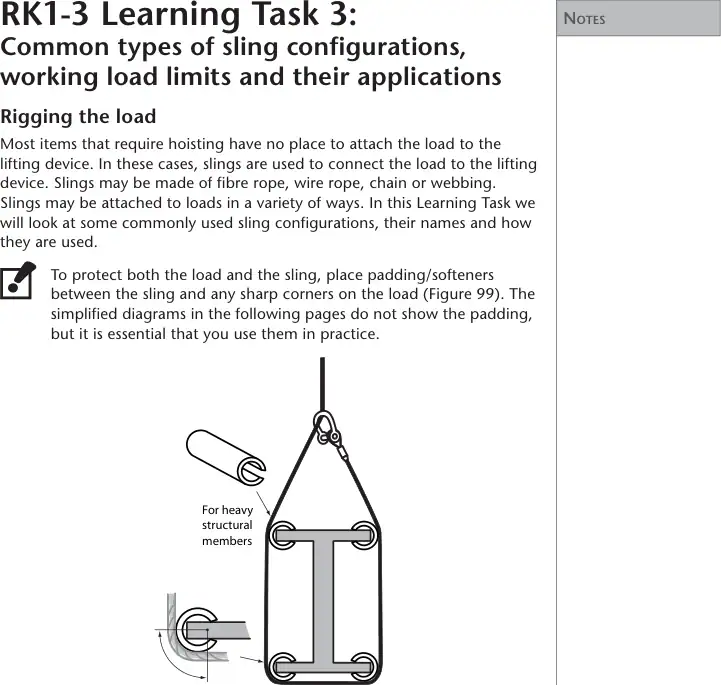 RK1-3 Learning Task 3:
Common types of sling configurations,
working load limits and their applications
NOTES
Rigging the load
Most items that require hoisting have no place to attach the load to the
lifting device. In these cases, slings are used to connect the load to the lifting
device. Slings may be made of fibre rope, wire rope, chain or webbing.
Slings may be attached to loads in a variety of ways. In this Learning Task we
will look at some commonly used sling configurations, their names and how
they are used.
To protect both the load and the sling, place padding/softeners
between the sling and any sharp corners on the load (Figure 99). The
simplified diagrams in the following pages do not show the padding,
but it is essential that you use them in practice.
For heavy
structural
members